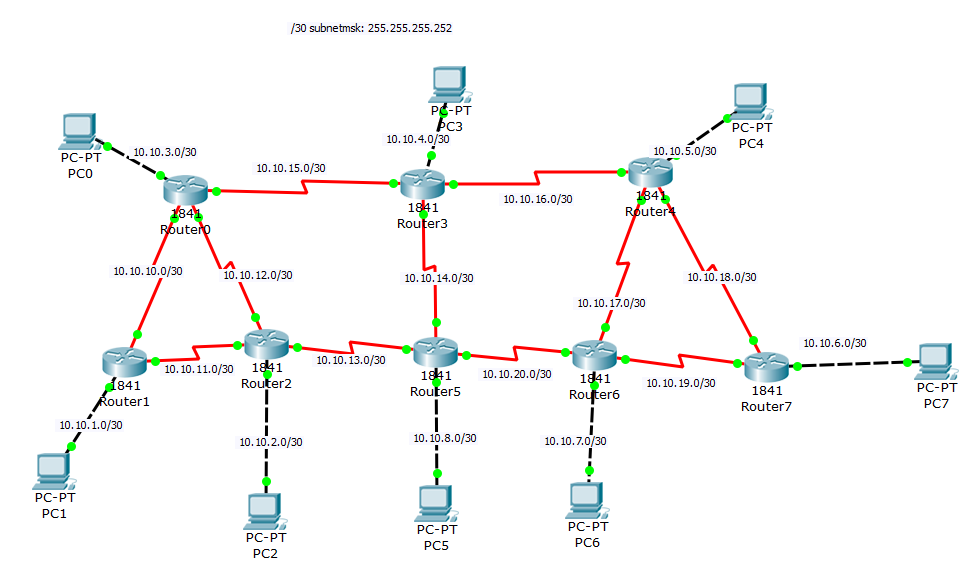 /30 subnetmsk: 255.255.255.252
PC-PT
PC3
PC-PT
PC4
PC-PT
PC0
10.10.3.0/30
10.10.4.0/30
10.10.5.0/30
10.10.15.0/30
10.10.16.0/30
1841
Router0
1841
Router3
1841
Router4
10.10.10.0/30
10.10.12.0/30
10.10.14.0/30
10.10.17.0/30
10.10.18.0/30
10.10.11.0/30
10.10.13.0/30
10.10.20.0/30
10.10.19.0/30
10.10.6.0/30
1841
Router1
1841
Router2
1841
Router5
1841
Router6
1841
Router7
PC-PT
PC7
10.10.1.0/30
10.10.2.0/30
10.10.8.0/30
10.10.7.0/30
PC-PT
PC1
PC-PT
PC2
PC-PT
PC5
PC-PT
PC6